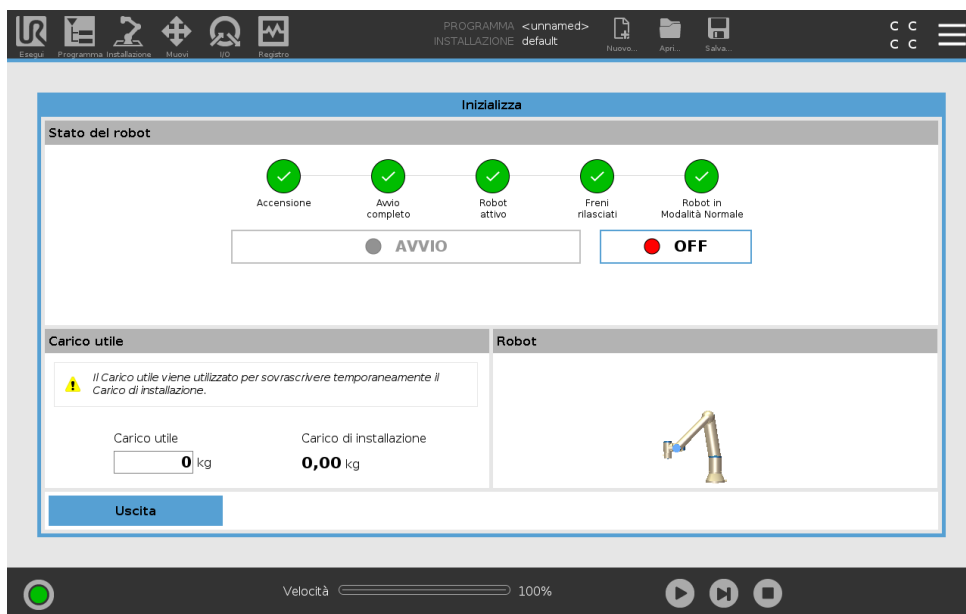 PROGRAMMA <unnamed>
INSTALLAZIONE default
C C
C C
Esegui Programma Installazione Muovi I/O Registro
Nuovo... Apri... Salva...
Inizializza
Stato del robot
Accensione
Avvio completo
Robot attivo
Freni rilasciati
Robot in Modalità Normale
AVVIO
OFF
Carico utile
Robot
Il Carico utile viene utilizzato per sovrascrivere temporaneamente il
Carico di installazione.
Carico utile
Carico di installazione
0 kg
0,00 kg
Uscita
Velocità 100%